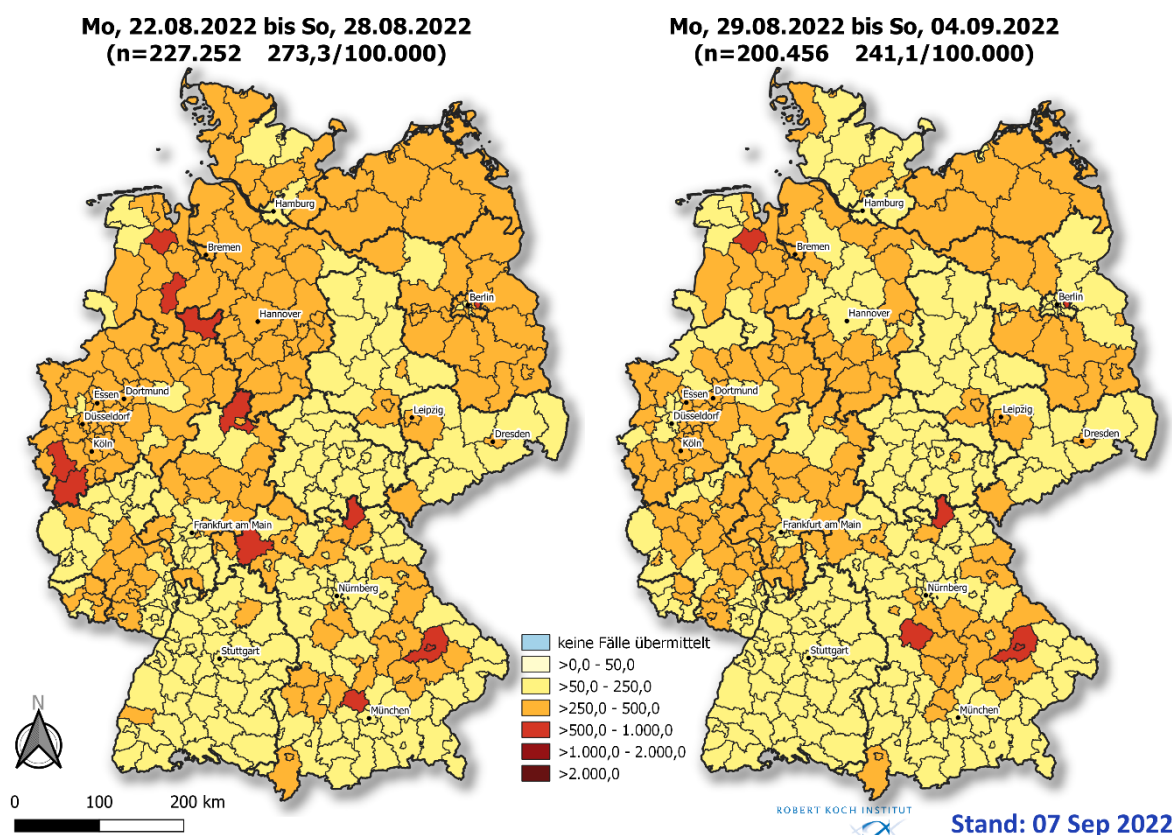 Mo, 22.08.2022 bis So, 28.08.2022
(n=227.252 273,3/100.000)
Mo, 29.08.2022 bis So, 04.09.2022
(n=200.456 241,1/100.000)
Hamburg
Bremen
Berlin
Hannover
Essen
Dortmund
Düsseldorf
Leipzig
Köln
Dresden
Frankfurt am Main
Nürnberg
Stuttgart
München
Hamburg
Bremen
Berlin
Hannover
Essen
Dortmund
Düsseldorf
Leipzig
Köln
Dresden
Frankfurt am Main
Nürnberg
Stuttgart
München
keine Fälle übermittelt
>0,0 - 50,0
>50,0 - 250,0
>250,0 - 500,0
>500,0 - 1.000,0
>1.000,0 - 2.000,0
>2.000,0
N
0 100 200 km
ROBERT KOCH INSTITUT
Stand: 07 Sep 2022